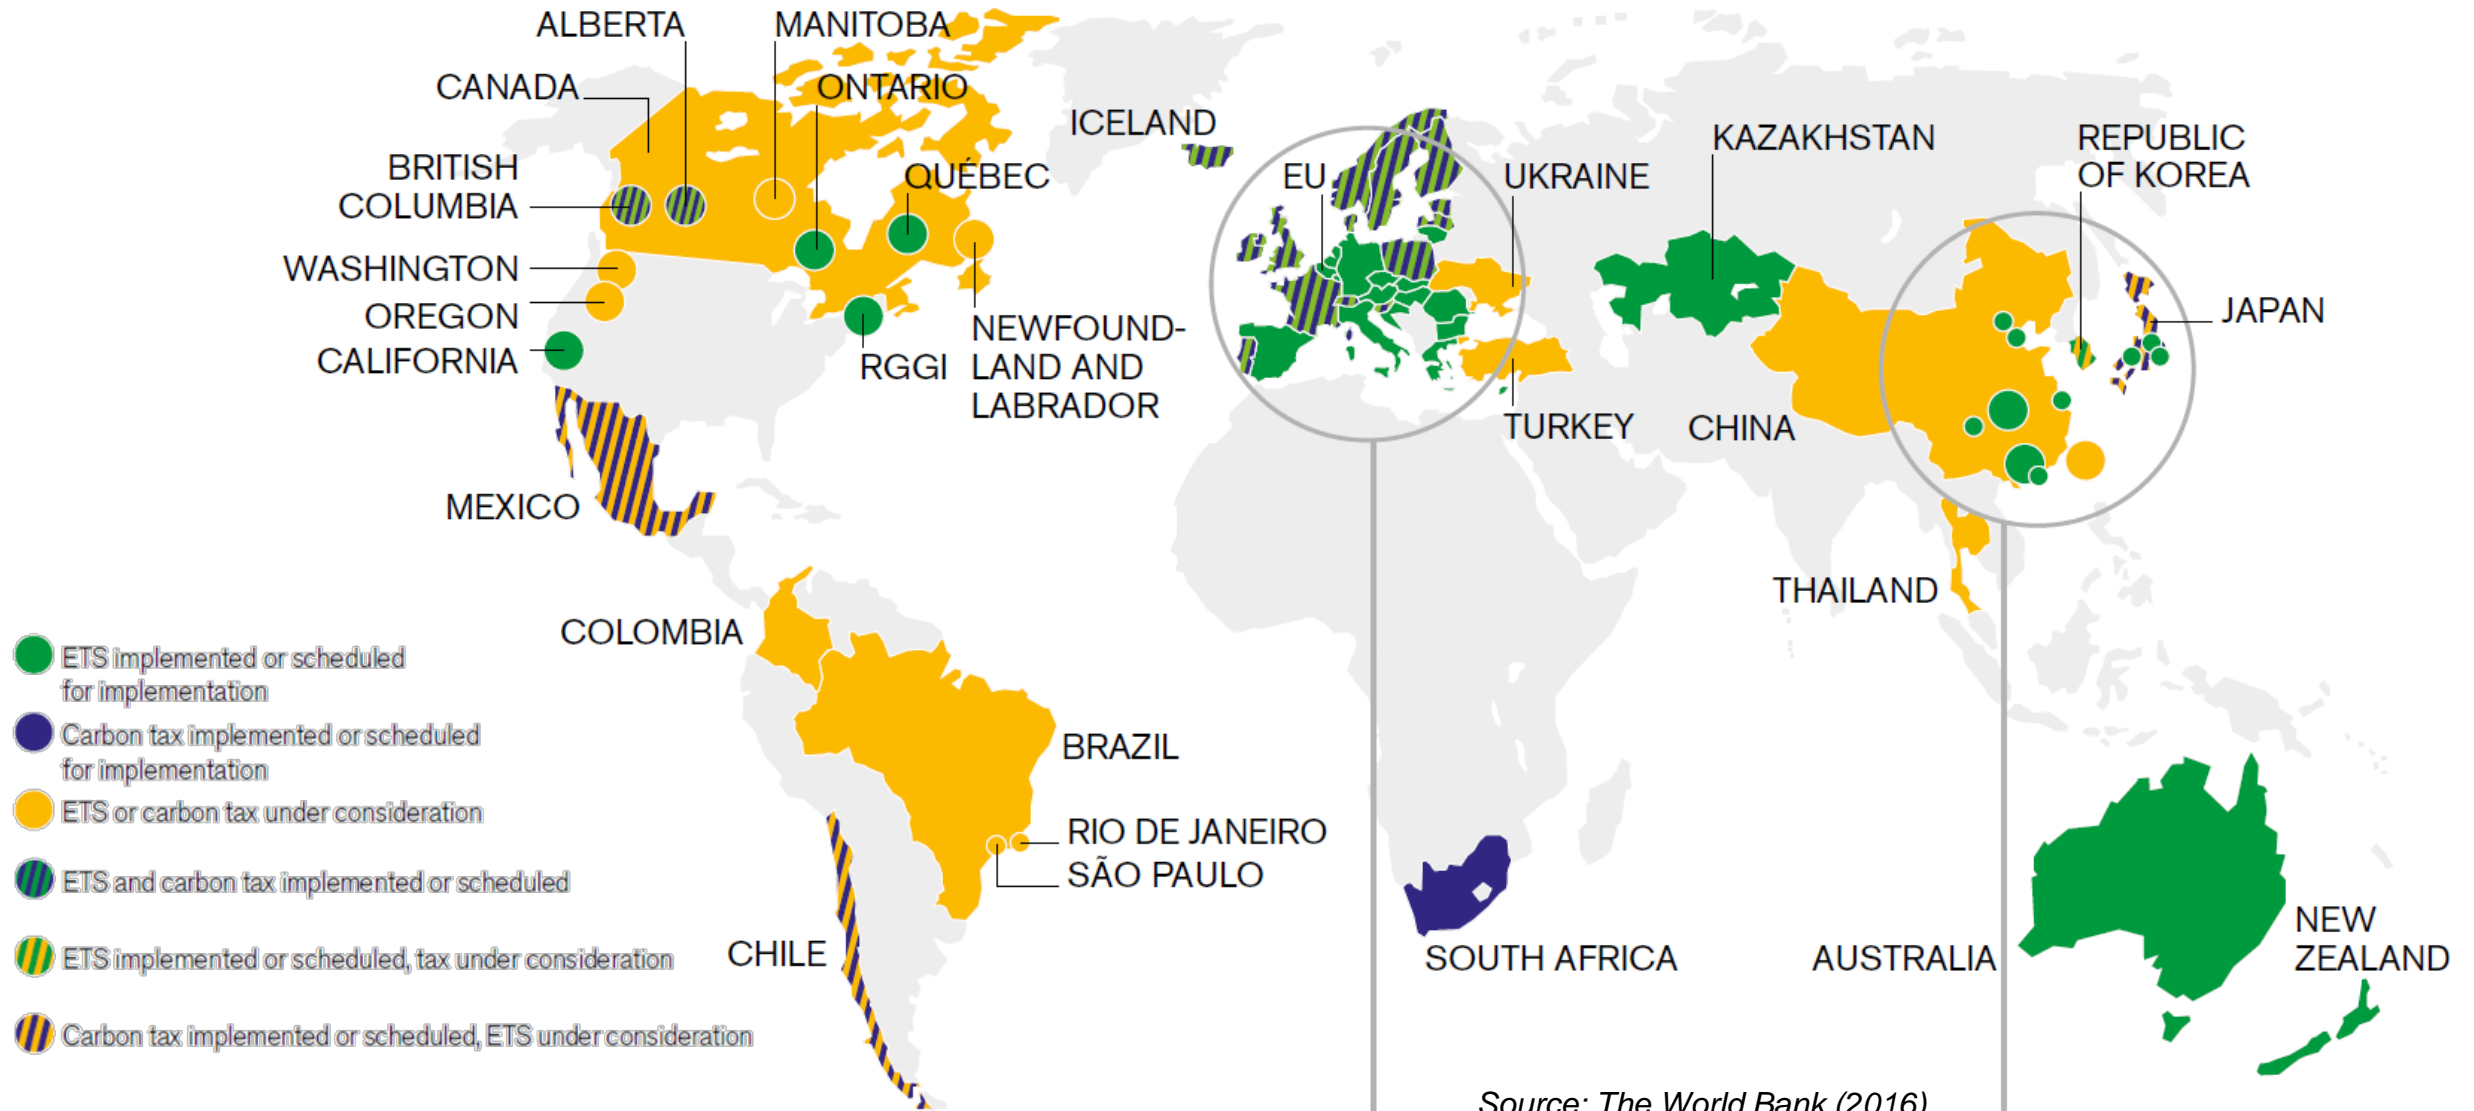 ALBERTA
MANITOBA
CANADA
ONTARIO
ICELAND
KAZAKHSTAN
REPUBLIC
OF KOREA
BRITISH
COLUMBIA
QUÉBEC
EU
UKRAINE
WASHINGTON
OREGON
CALIFORNIA
RGGI
NEWFOUND-
LAND AND
LABRADOR
JAPAN
TURKEY
CHINA
MEXICO
THAILAND
COLOMBIA
ETS implemented or scheduled
for implementation
Carbon tax implemented or scheduled
for implementation
ETS or carbon tax under consideration
ETS and carbon tax implemented or scheduled
ETS implemented or scheduled, tax under consideration
Carbon tax implemented or scheduled, ETS under consideration
BRAZIL
RIO DE JANEIRO
SÃO PAULO
CHILE
SOUTH AFRICA
AUSTRALIA
NEW
ZEALAND
Source: The World Bank (2016)